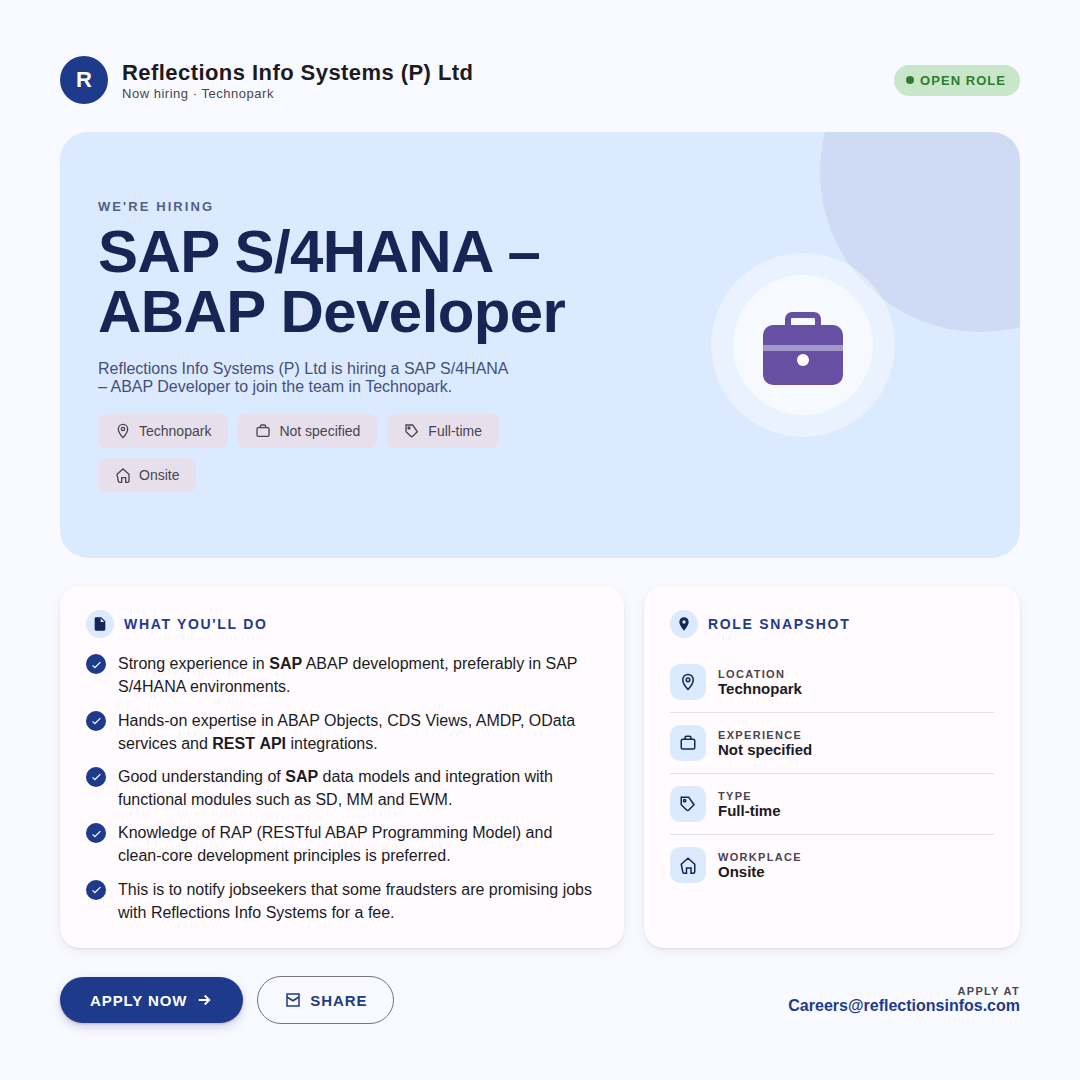 R
Reflections Info Systems (P) Ltd
Now hiring · Technopark
OPEN ROLE
WE'RE HIRING
SAP S/4HANA –
ABAP Developer
Reflections Info Systems (P) Ltd is hiring a SAP S/4HANA
– ABAP Developer to join the team in Technopark.
Technopark
Not specified
Full-time
Onsite
WHAT YOU'LL DO
Strong experience in SAP ABAP development, preferably in SAP
S/4HANA environments.
Hands-on expertise in ABAP Objects, CDS Views, AMDP, OData
services and REST API integrations.
Good understanding of SAP data models and integration with
functional modules such as SD, MM and EWM.
Knowledge of RAP (RESTful ABAP Programming Model) and
clean-core development principles is preferred.
This is to notify jobseekers that some fraudsters are promising jobs
with Reflections Info Systems for a fee.
ROLE SNAPSHOT
LOCATION
Technopark
EXPERIENCE
Not specified
TYPE
Full-time
WORKPLACE
Onsite
APPLY NOW
SHARE
APPLY AT
Careers@reflectionsinfos.com